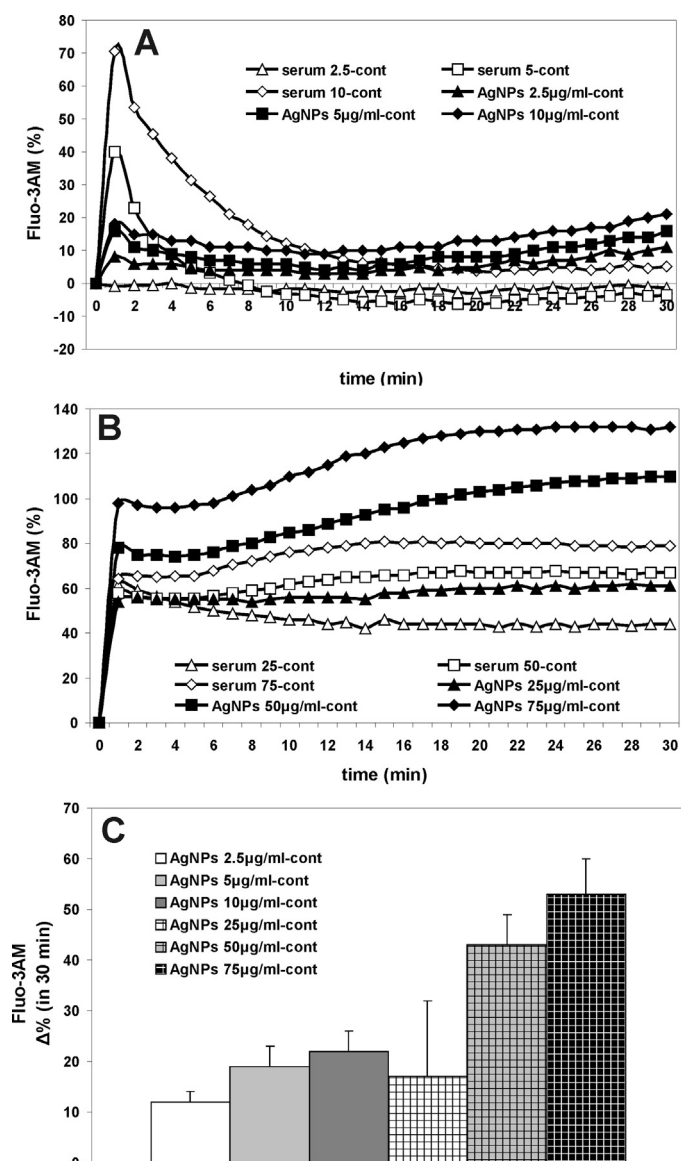 A
80
70
60
50
40
30
20
10
0
-10
-20
Fluo-3AM (%)
serum 2.5-cont serum 5-cont
serum 10-cont AgNPs 2.5µg/ml-cont
AgNPs 5µg/ml-cont AgNPs 10µg/ml-cont
0 2 4 6 8 10 12 14 16 18 20 22 24 26 28 30
time (min)
B
140
120
100
80
60
40
20
0
Fluo-3AM (%)
serum 25-cont serum 50-cont
serum 75-cont AgNPs 25µg/ml-cont
AgNPs 50µg/ml-cont AgNPs 75µg/ml-cont
0 2 4 6 8 10 12 14 16 18 20 22 24 26 28 30
time (min)
C
70
60
50
40
30
20
10
0
Fluo-3AM
Δ% (in 30 min)
AgNPs 2.5µg/ml-cont
AgNPs 5µg/ml-cont
AgNPs 10µg/ml-cont
AgNPs 25µg/ml-cont
AgNPs 50µg/ml-cont
AgNPs 75µg/ml-cont